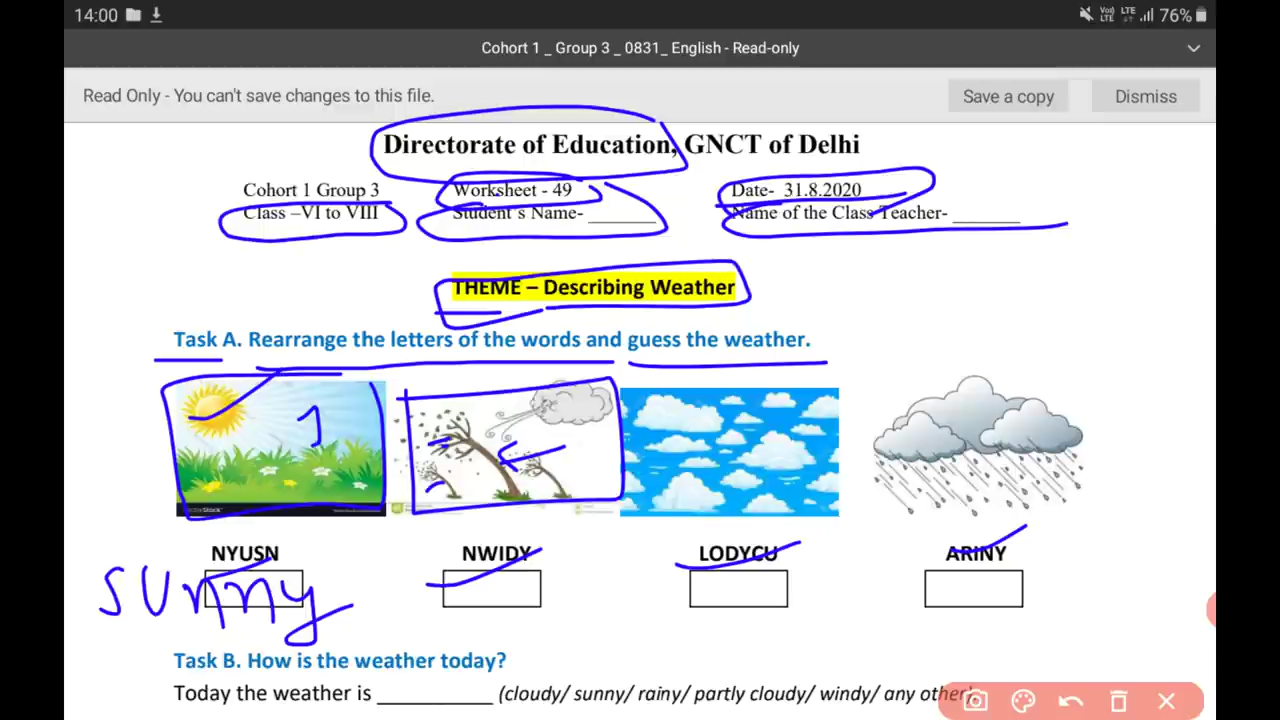 14:00 VoD LTE LTE 76%
Cohort 1 _ Group 3 _ 0831_ English - Read-only
Read Only - You can't save changes to this file. Save a copy Dismiss
Directorate of Education, GNCT of Delhi
Cohort 1 Group 3 Worksheet - 49 Date- 31.8.2020
Class –VI to VIII Student's Name- _______ Name of the Class Teacher- _______
THEME – Describing Weather
Task A. Rearrange the letters of the words and guess the weather.
1
NYUSN NWIDY LODYCU ARINY
sunny
Task B. How is the weather today?
Today the weather is __________ (cloudy/ sunny/ rainy/ partly cloudy/ windy/ any other)